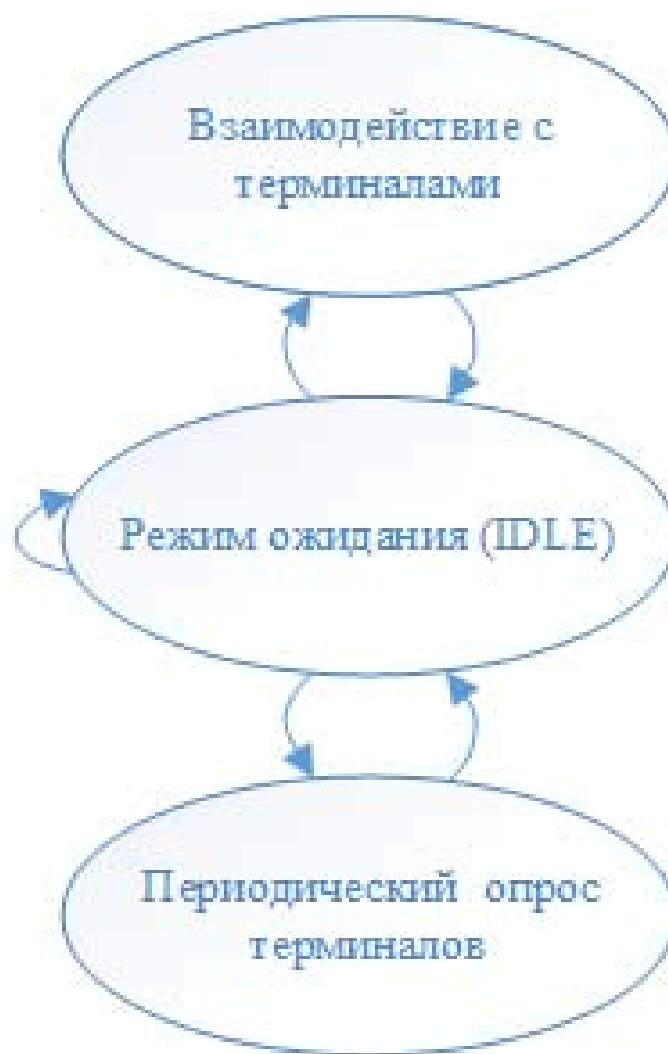 Взаимодействие с
терминалами
Режим ожидания (IDLE)
Периодический опрос
терминалов